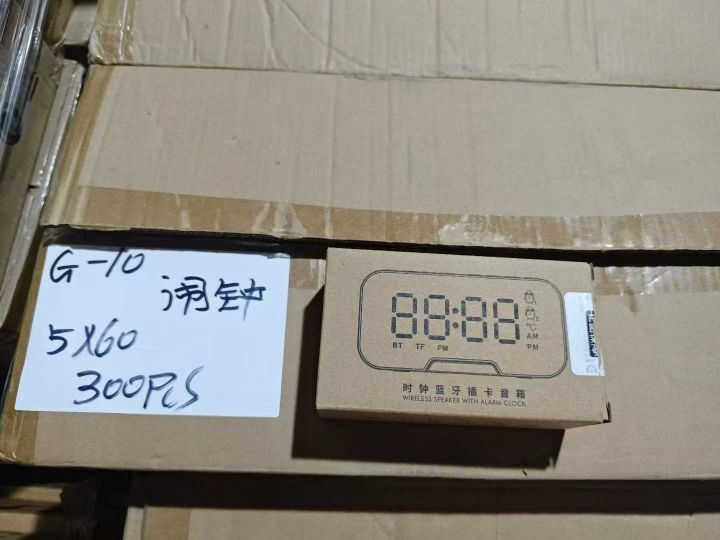 G-10
闹钟
5X60
300PCS
88:88
°C
AM
BT TF FM PM
时钟蓝牙插卡音箱
WIRELESS SPEAKER WITH ALARM CLOCK